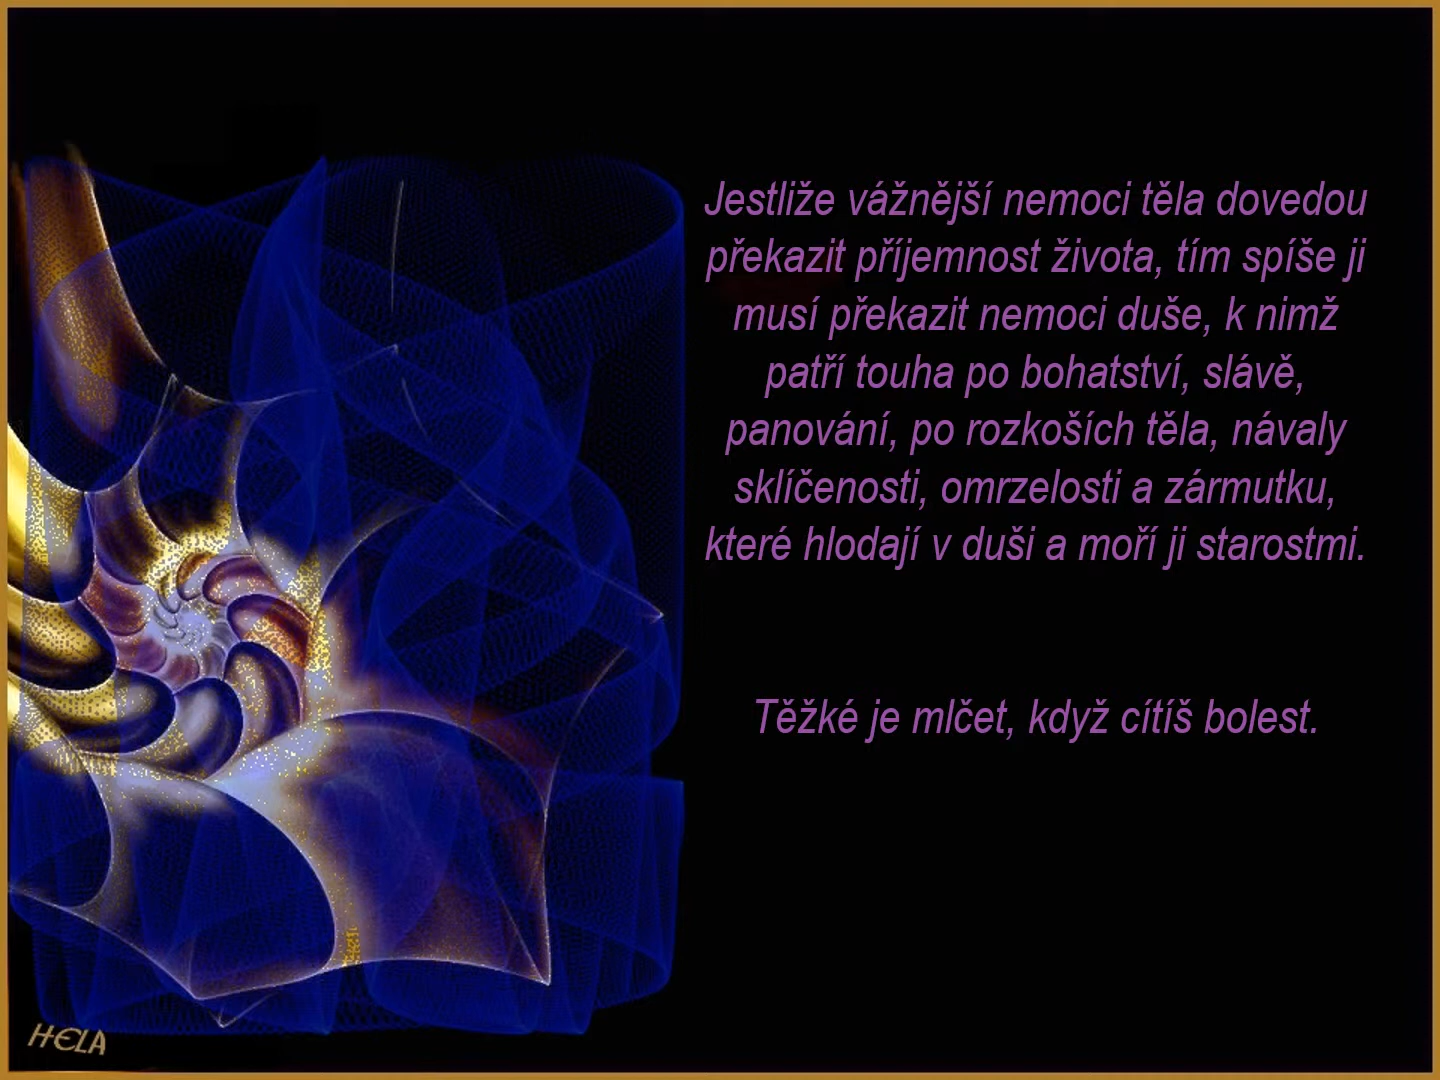 Jestliže vážnější nemoci těla dovedou
překazit příjemnost života, tím spíše ji
musí překazit nemoci duše, k nimž
patří touha po bohatství, slávě,
panování, po rozkoších těla, návaly
sklíčenosti, omrzelosti a zármutku,
které hlodají v duši a moří ji starostmi.
Těžké je mlčet, když cítíš bolest.
HELA